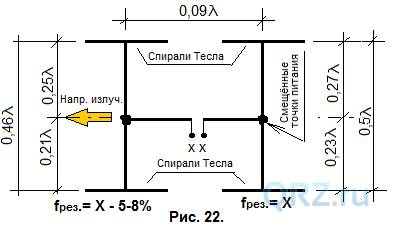 0,09λ
Спирали Тесла
0,25λ
Напр. излуч.
0,46λ
0,21λ
X X
Смещённые
точки питания
0,27λ
0,5λ
0,23λ
Спирали Тесла
fрез.= X - 5-8%
fрез.= X
Рис. 22.
QRZ.ru